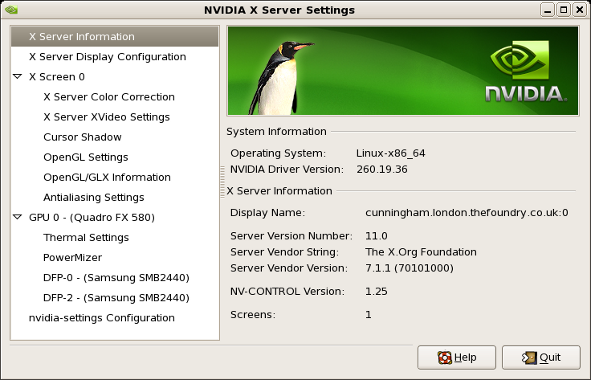 NVIDIA X Server Settings
X Server Information
X Server Display Configuration
X Screen 0
X Server Color Correction
X Server XVideo Settings
Cursor Shadow
OpenGL Settings
OpenGL/GLX Information
Antialiasing Settings
GPU 0 - (Quadro FX 580)
Thermal Settings
PowerMizer
DFP-0 - (Samsung SMB2440)
DFP-2 - (Samsung SMB2440)
nvidia-settings Configuration
NVIDIA.
System Information
Operating System: Linux-x86_64
NVIDIA Driver Version: 260.19.36
X Server Information
Display Name: cunningham.london.thefoundry.co.uk:0
Server Version Number: 11.0
Server Vendor String: The X.Org Foundation
Server Vendor Version: 7.1.1 (70101000)
NV-CONTROL Version: 1.25
Screens: 1
Help Quit